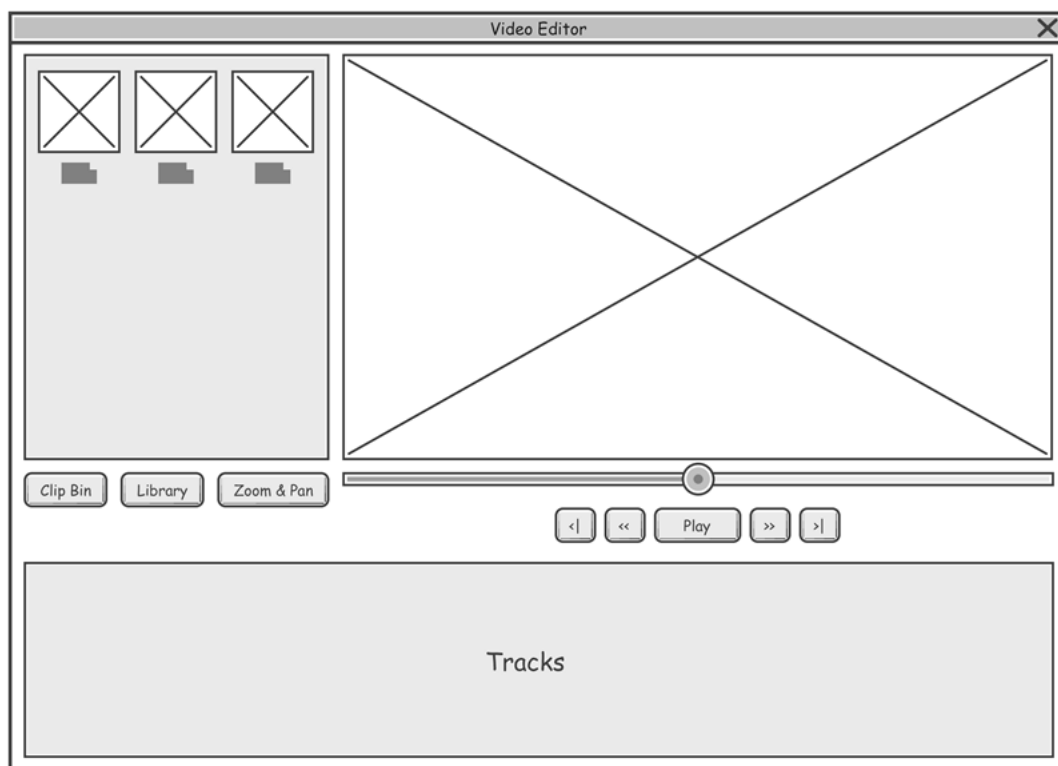 Video Editor
Clip Bin
Library
Zoom & Pan
<|
<<
Play
>>
>|
Tracks